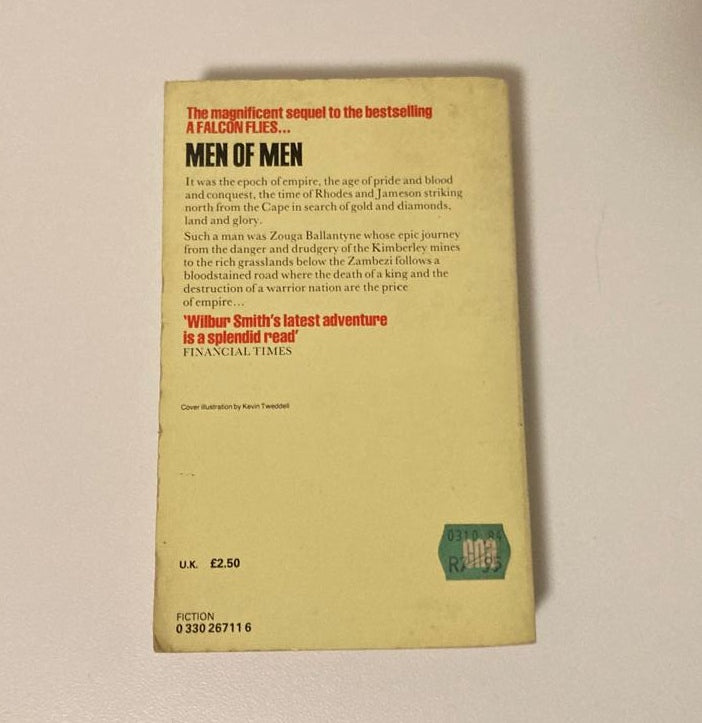 The magnificent sequel to the bestselling
A FALCON FLIES...
MEN OF MEN
It was the epoch of empire, the age of pride and blood
and conquest, the time of Rhodes and Jameson striking
north from the Cape in search of gold and diamonds,
land and glory.
Such a man was Zouga Ballantyne whose epic journey
from the danger and drudgery of the Kimberley mines
to the rich grasslands below the Zambezi follows a
bloodstained road where the death of a king and the
destruction of a warrior nation are the price
of empire...
'Wilbur Smith's latest adventure
is a splendid read'
FINANCIAL TIMES
Cover illustration by Kevin Tweddell
U.K. £2.50
FICTION
0 330 26711 6
0310 84
cna